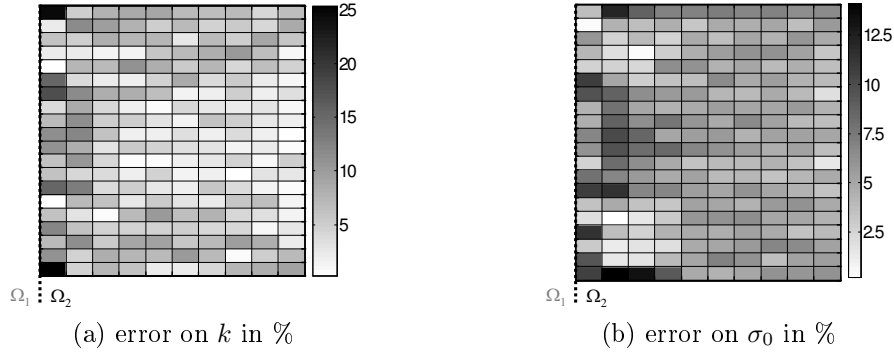 25
20
15
10
5
Ω₁ Ω₂
(a) error on k in %
12.5
10
7.5
5
2.5
Ω₁ Ω₂
(b) error on σ₀ in %